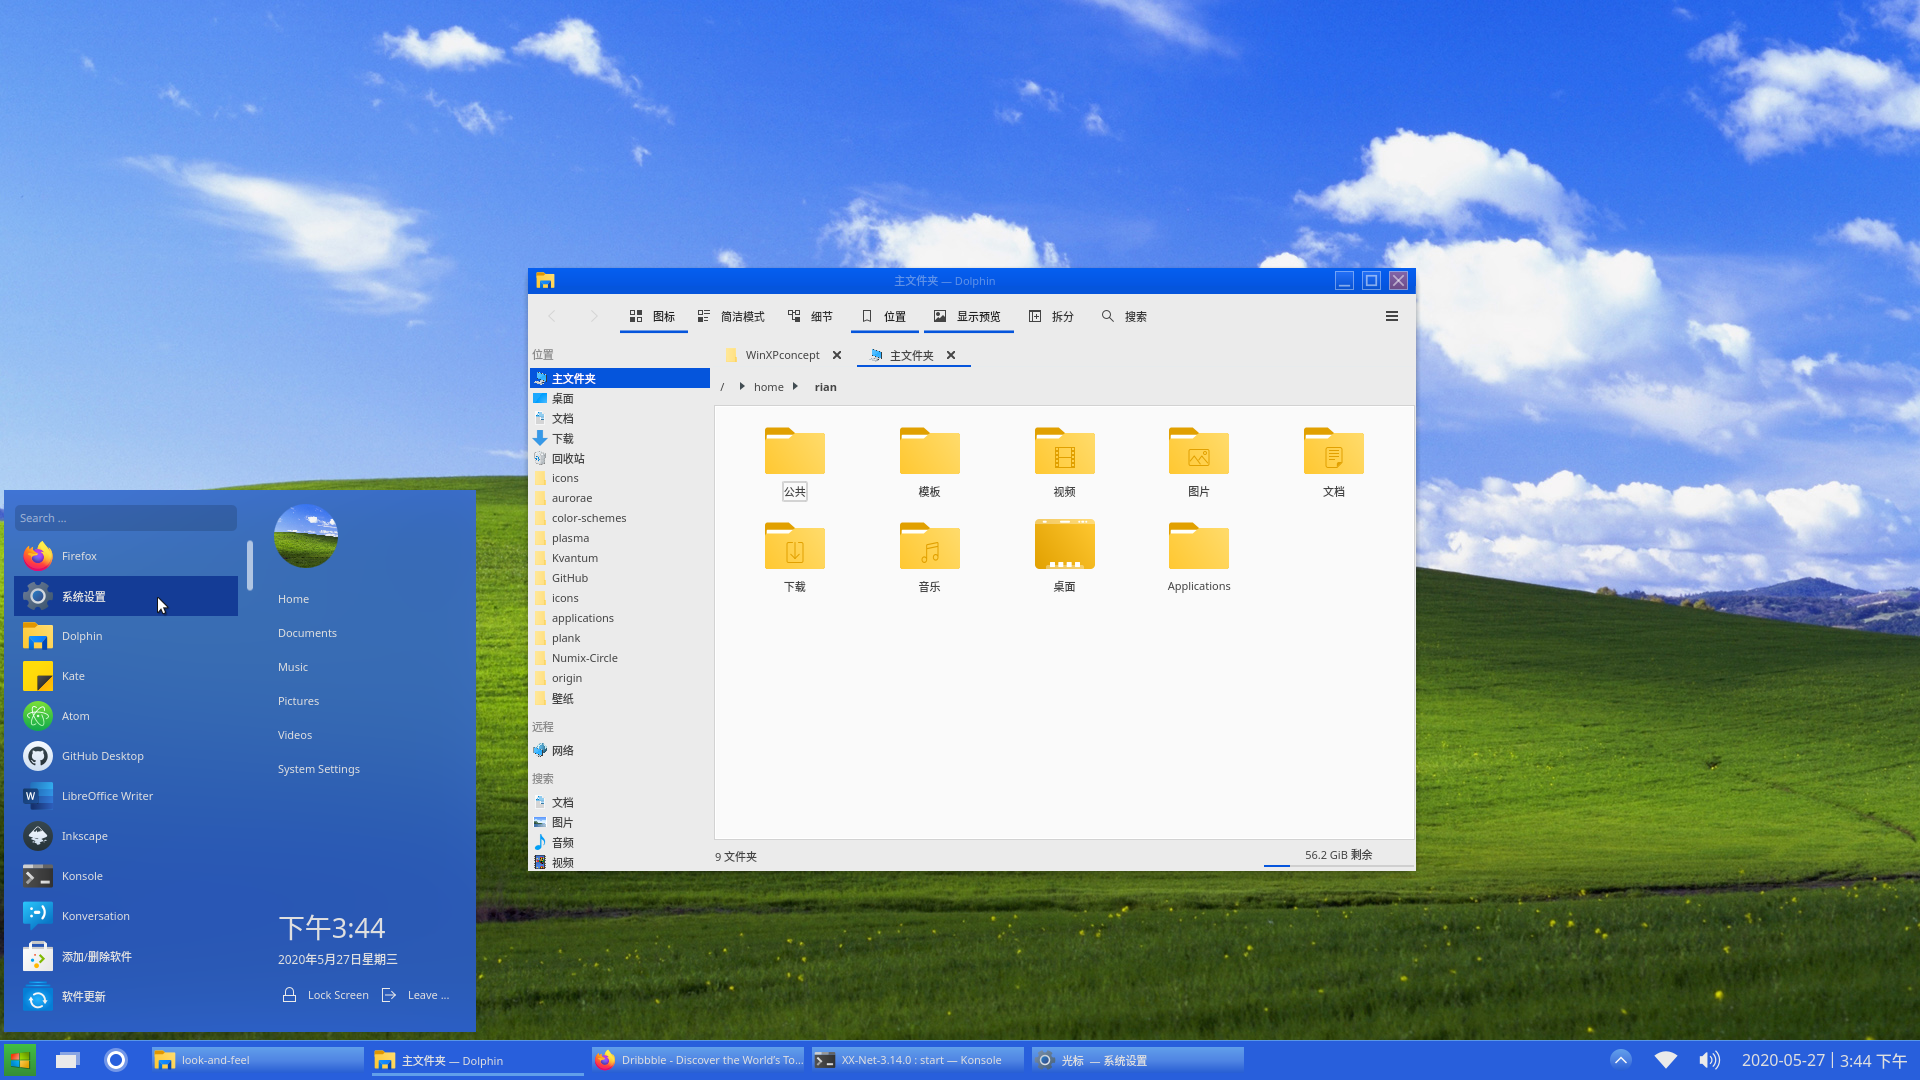 主文件夹 — Dolphin
图标
简洁模式
细节
位置
显示预览
拆分
搜索
位置
主文件夹
桌面
文档
下载
回收站
icons
aurorae
color-schemes
plasma
Kvantum
GitHub
icons
applications
plank
Numix-Circle
origin
壁纸
远程
网络
搜索
文档
图片
音频
视频
WinXPconcept
主文件夹
/ home rian
公共
模板
视频
图片
文档
下载
音乐
桌面
Applications
9 文件夹
56.2 GiB 剩余
Search ...
Firefox
系统设置
Dolphin
Kate
Atom
GitHub Desktop
LibreOffice Writer
Inkscape
Konsole
Konversation
添加/删除软件
软件更新
Home
Documents
Music
Pictures
Videos
System Settings
下午3:44
2020年5月27日星期三
Lock Screen
Leave ...
look-and-feel
主文件夹 — Dolphin
Dribbble - Discover the World's To...
XX-Net-3.14.0 : start — Konsole
光标 — 系统设置
2020-05-27 | 3:44 下午